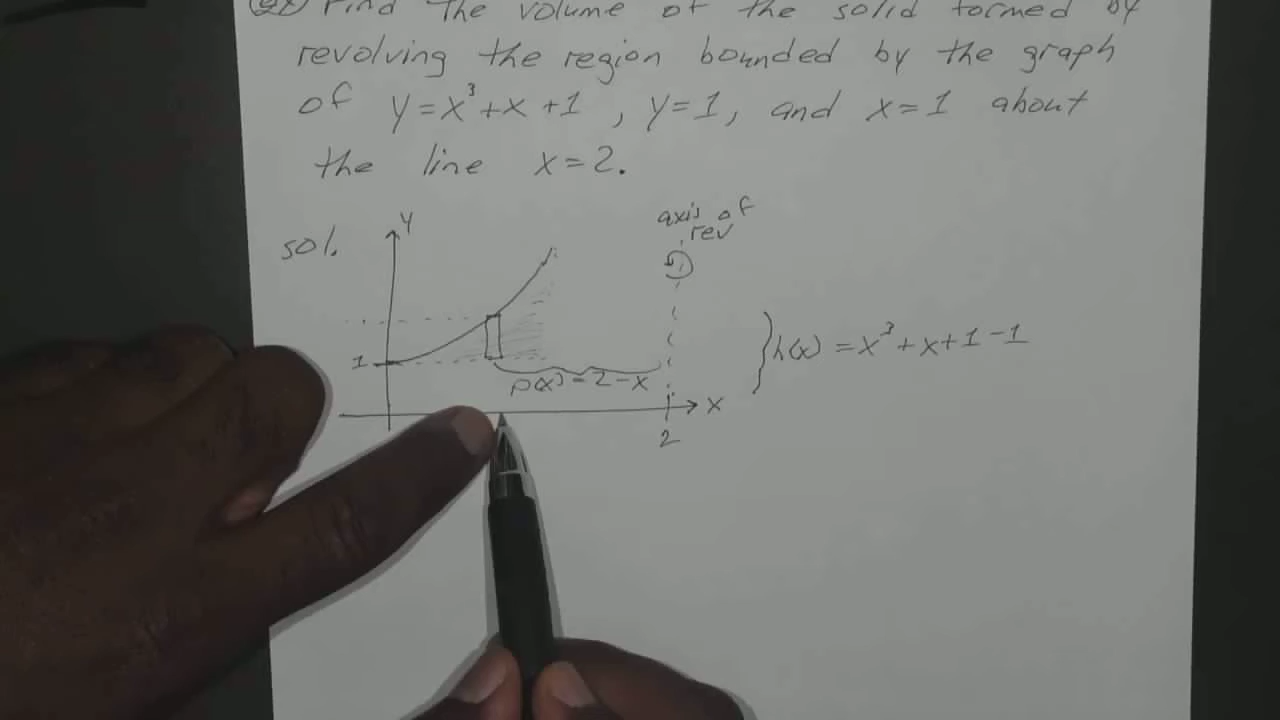 Ex) Find the volume of the solid formed by
revolving the region bounded by the graph
of y=x³+x+1, y=1, and x=1 about
the line x=2.
sol.
y
axis of
rev
1
p(x)=2-x
h(x)=x³+x+1-1
x
2